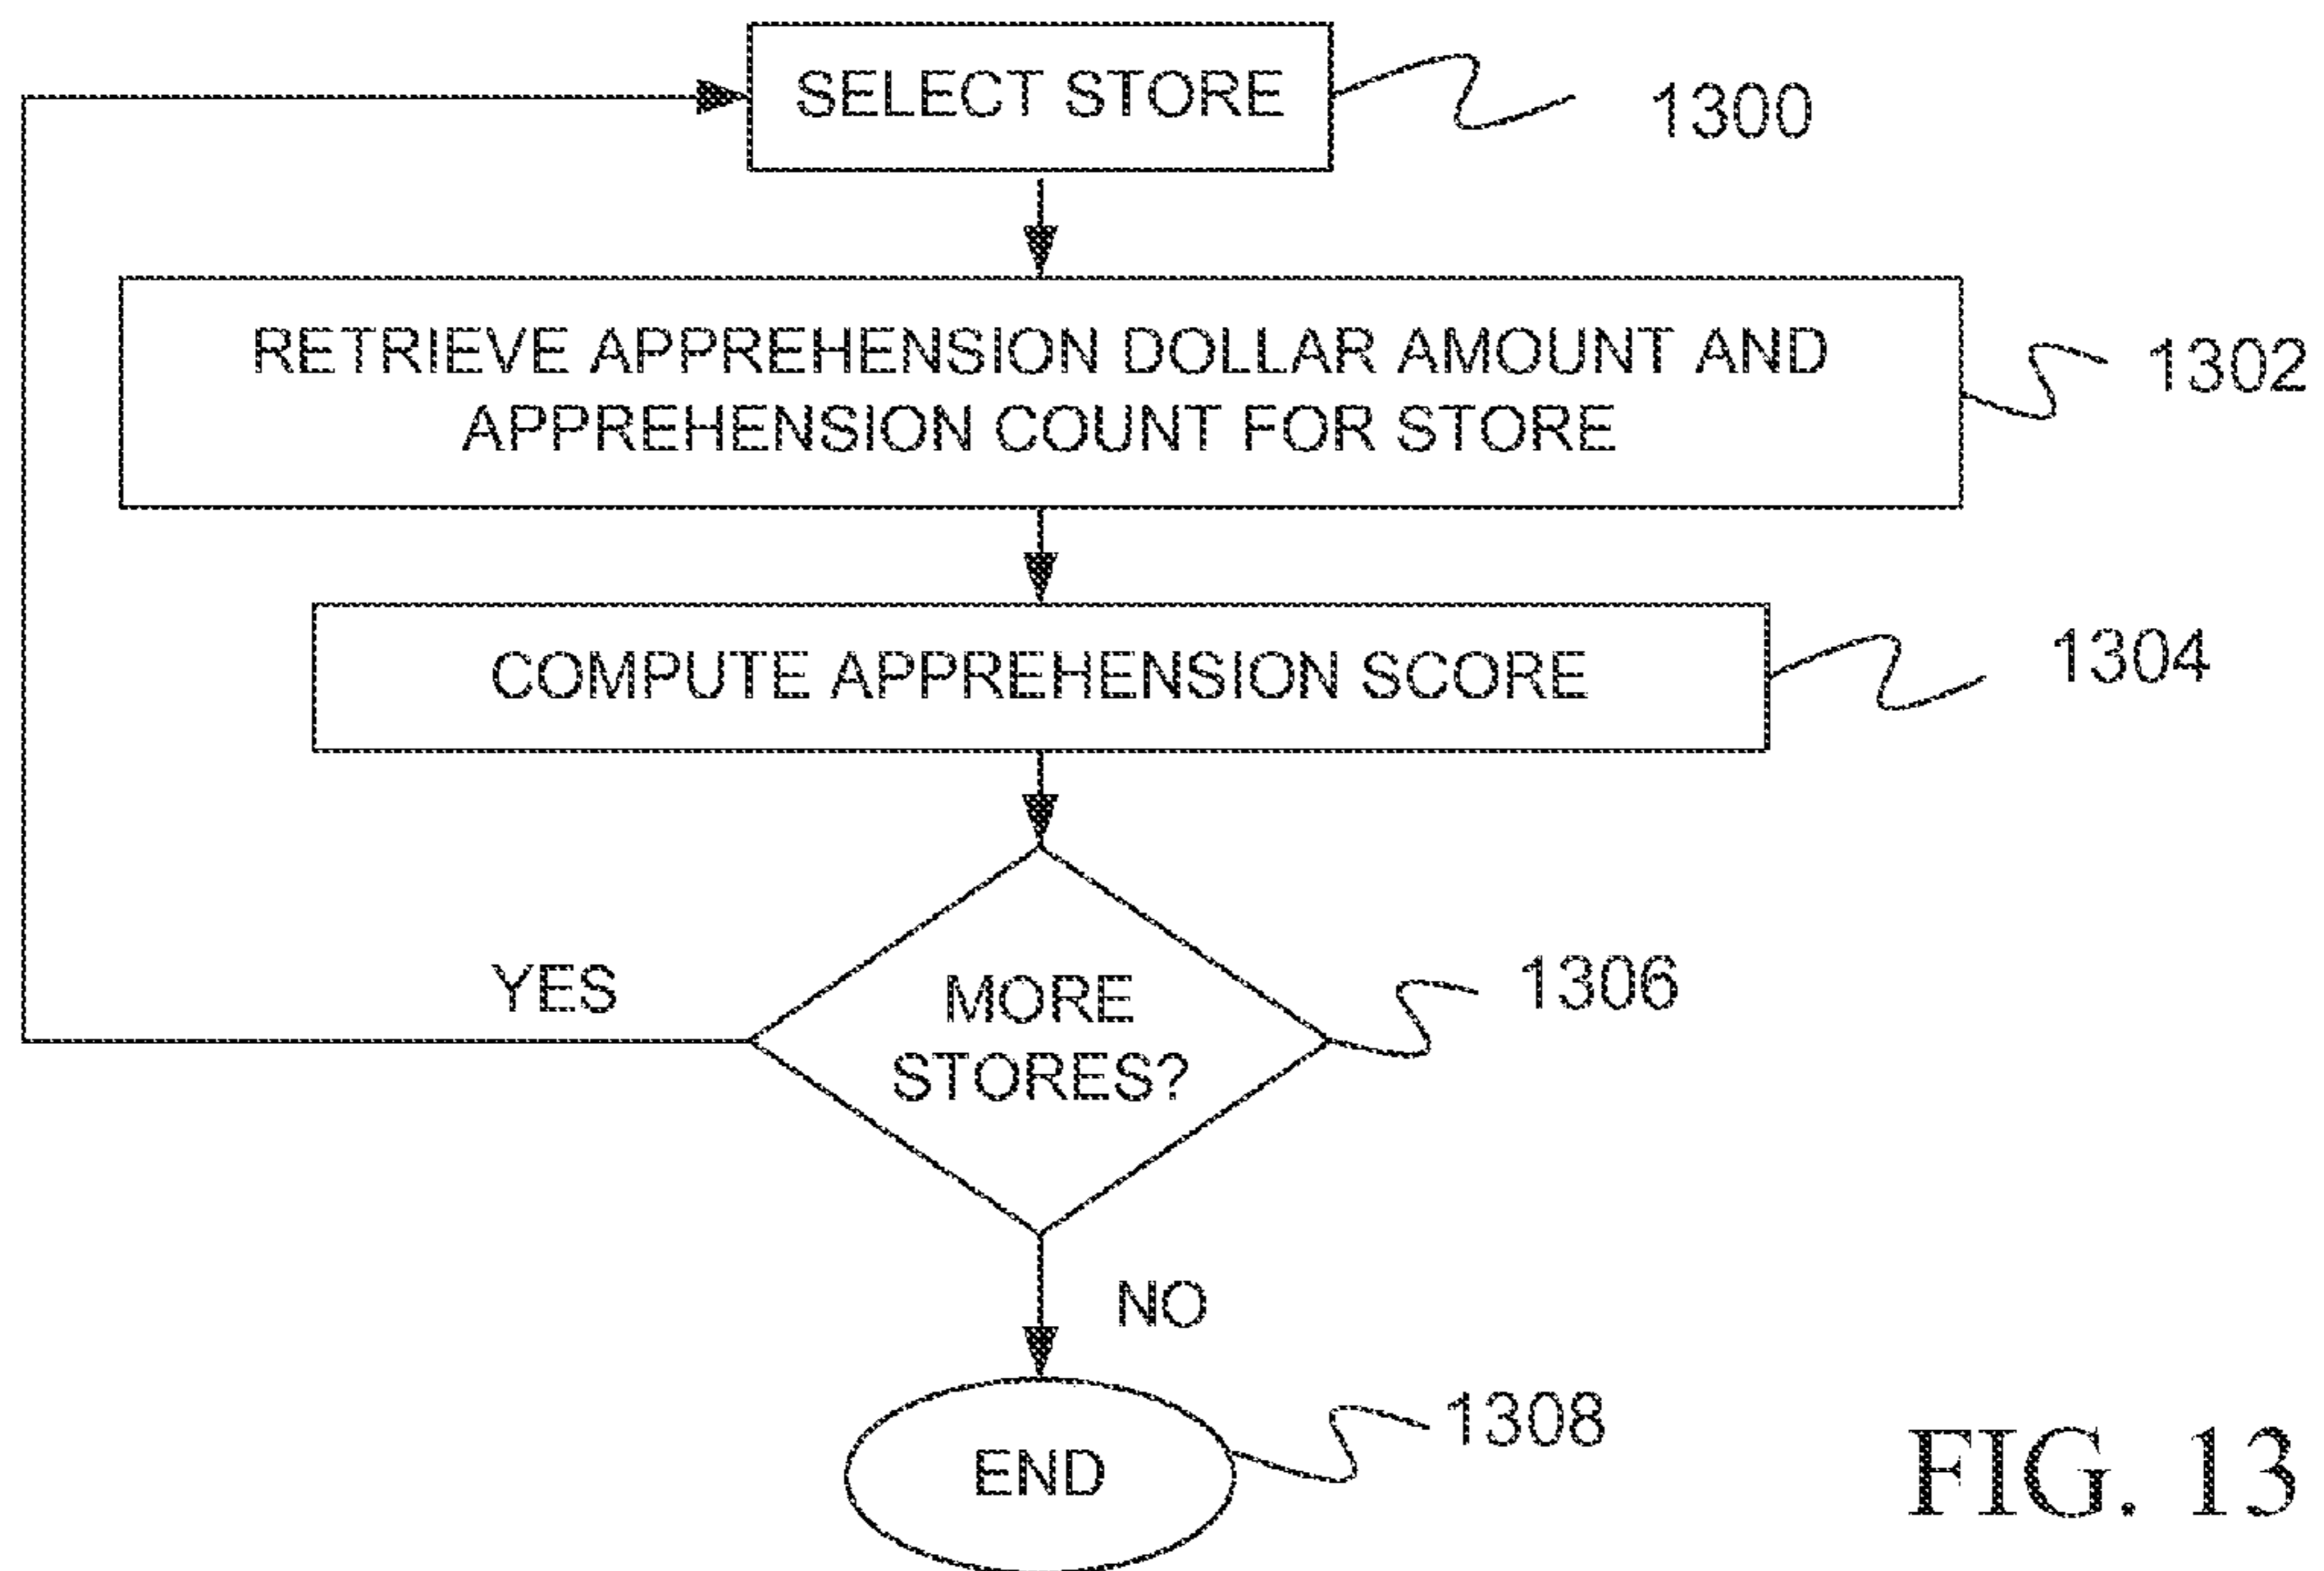 SELECT STORE
1300
RETRIEVE APPREHENSION DOLLAR AMOUNT AND
APPREHENSION COUNT FOR STORE
1302
COMPUTE APPREHENSION SCORE
1304
YES
MORE
STORES?
1306
NO
END
1308
FIG. 13